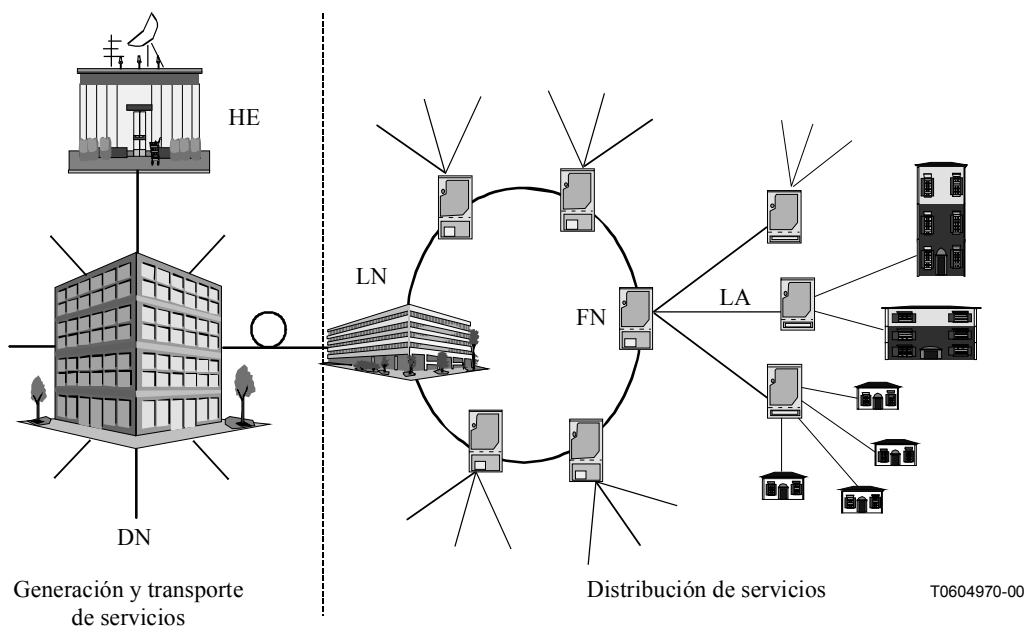 HE
LN
FN
LA
DN
Generación y transporte
de servicios
Distribución de servicios
T0604970-00